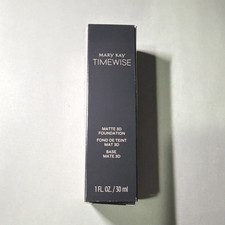 MARY KAY
TIMEWISE
MATTE 3D
FOUNDATION
FOND DE TEINT
MAT 3D
BASE
MATE 3D
1 FL. OZ. / 30 ml